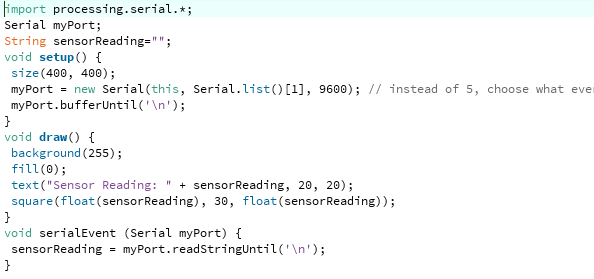 import processing.serial.*;
Serial myPort;
String sensorReading="";
void setup() {
 size(400, 400);
 myPort = new Serial(this, Serial.list()[1], 9600); // instead of 5, choose what ever
 myPort.bufferUntil('\n');
}
void draw() {
 background(255);
 fill(0);
 text("Sensor Reading: " + sensorReading, 20, 20);
 square(float(sensorReading), 30, float(sensorReading));
}
void serialEvent (Serial myPort) {
 sensorReading = myPort.readStringUntil('\n');
}